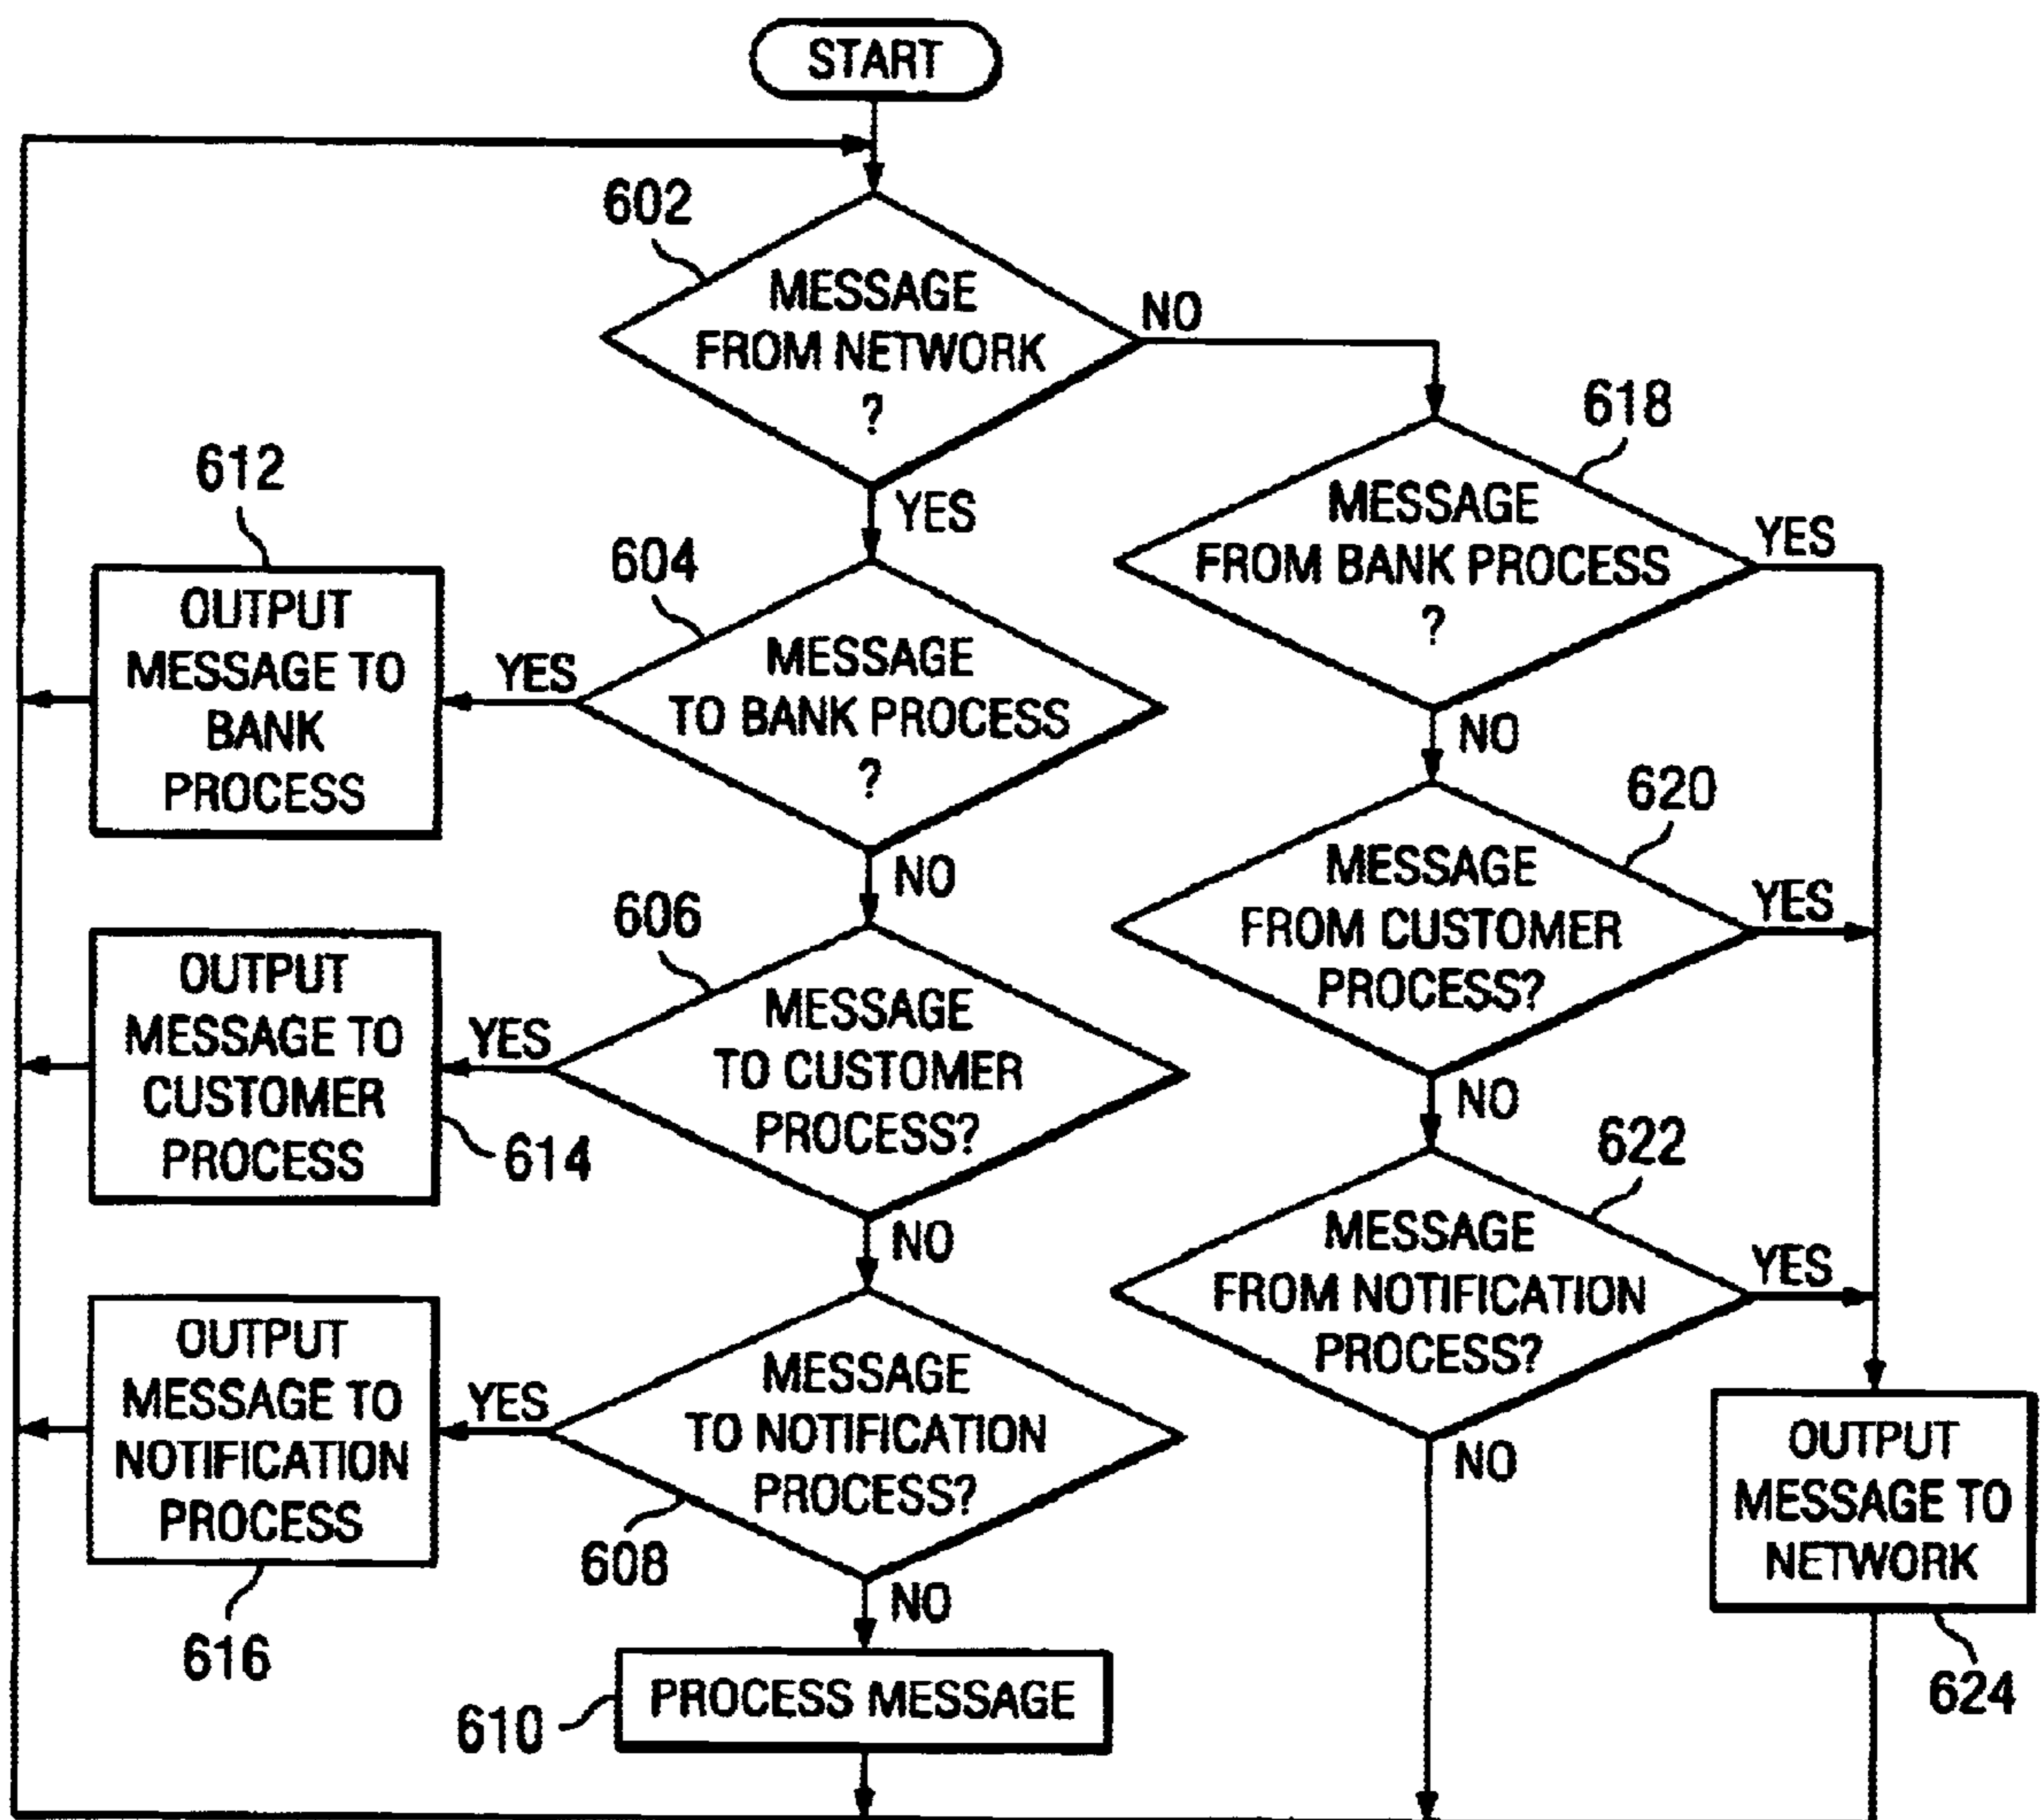 START
602
MESSAGE
FROM NETWORK
?
NO
YES
618
MESSAGE
FROM BANK PROCESS
?
YES
NO
612
OUTPUT
MESSAGE TO
BANK
PROCESS
YES
604
MESSAGE
TO BANK PROCESS
?
NO
620
MESSAGE
FROM CUSTOMER
PROCESS?
YES
NO
606
MESSAGE
TO CUSTOMER
PROCESS?
YES
NO
OUTPUT
MESSAGE TO
CUSTOMER
PROCESS
614
622
MESSAGE
FROM NOTIFICATION
PROCESS?
YES
NO
OUTPUT
MESSAGE TO
NOTIFICATION
PROCESS
616
YES
MESSAGE
TO NOTIFICATION
PROCESS?
608
NO
OUTPUT
MESSAGE TO
NETWORK
624
610
PROCESS MESSAGE